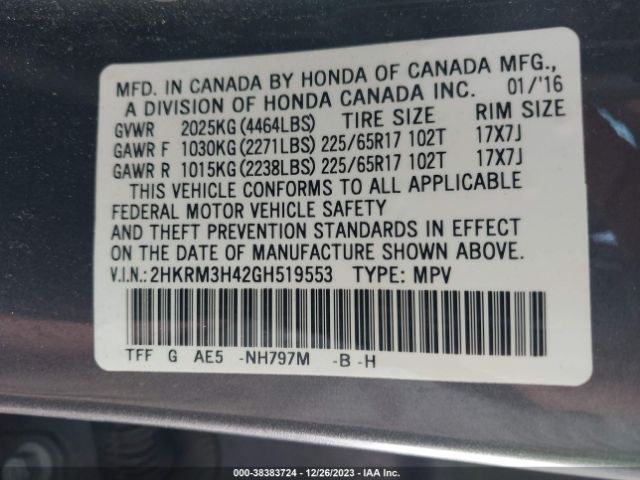 MFD. IN CANADA BY HONDA OF CANADA MFG.,
A DIVISION OF HONDA CANADA INC. 01/'16
GVWR 2025KG(4464LBS) TIRE SIZE RIM SIZE
GAWR F 1030KG(2271LBS) 225/65R17 102T 17X7J
GAWR R 1015KG(2238LBS) 225/65R17 102T 17X7J
THIS VEHICLE CONFORMS TO ALL APPLICABLE
FEDERAL MOTOR VEHICLE SAFETY
AND THEFT PREVENTION STANDARDS IN EFFECT
ON THE DATE OF MANUFACTURE SHOWN ABOVE.
V.I.N.: 2HKRM3H42GH519553 TYPE: MPV
TFF G AE5 -NH797M -B -H
000-38383724 - 12/26/2023 - IAA Inc.